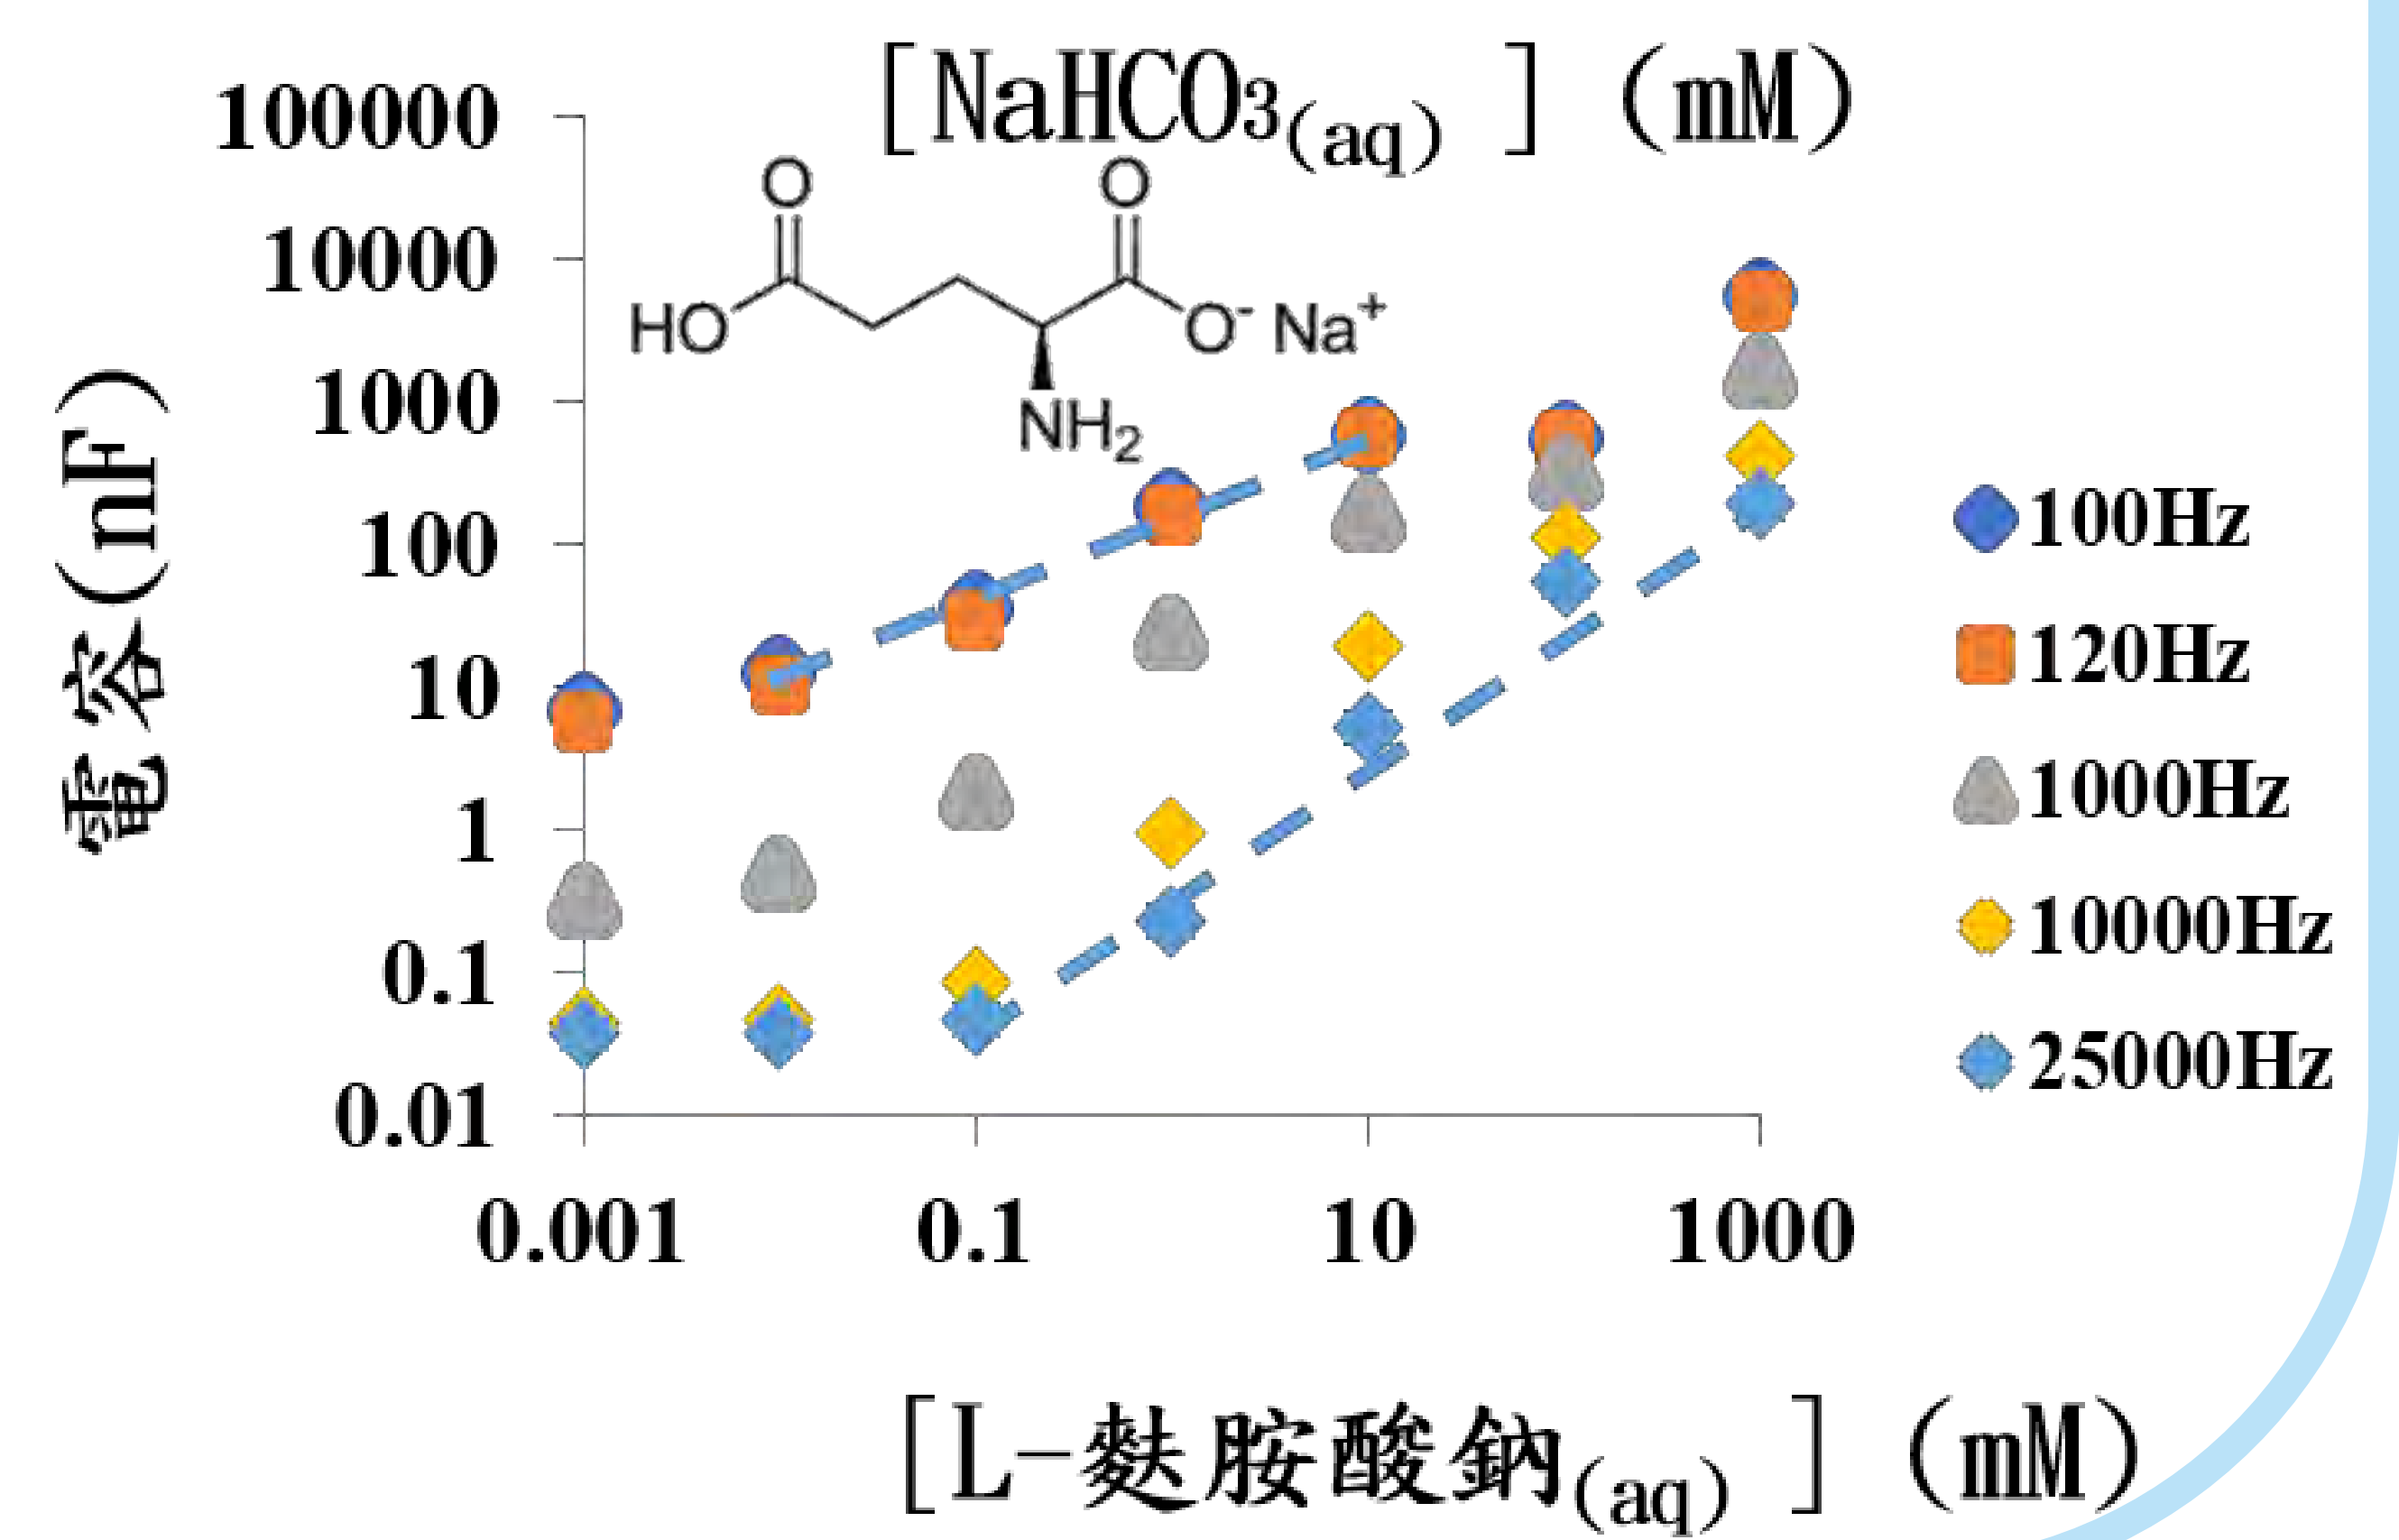 [NaHCO3(aq) ] (mM)
100000
10000
1000
100
10
1
0.1
0.01
電容(nF)
O
O
HO
O- Na+
NH2
100Hz
120Hz
1000Hz
10000Hz
25000Hz
0.001
0.1
10
1000
[L-麩胺酸鈉(aq) ] (mM)